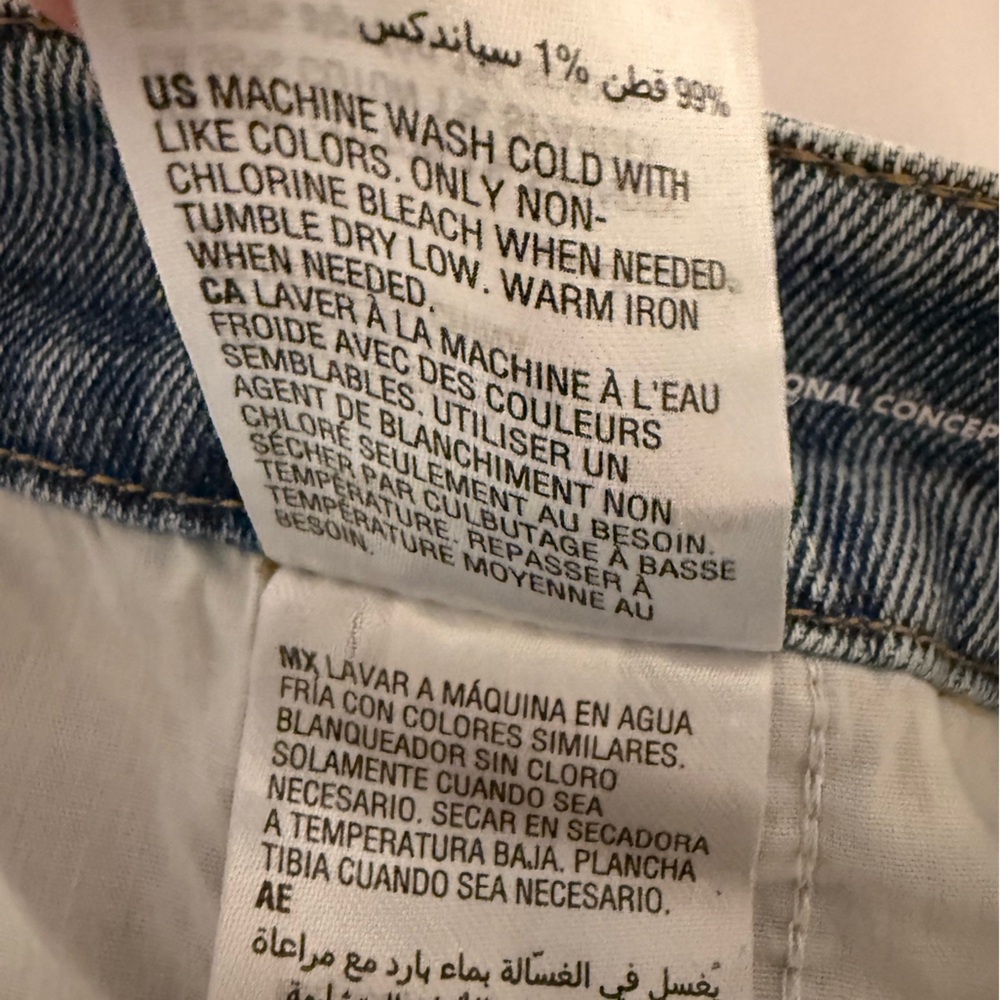 99% قطن 1% سباندكس
US MACHINE WASH COLD WITH
LIKE COLORS. ONLY NON-
CHLORINE BLEACH WHEN NEEDED.
TUMBLE DRY LOW. WARM IRON
WHEN NEEDED.
CA LAVER À LA MACHINE À L'EAU
FROIDE AVEC DES COULEURS
SEMBLABLES. UTILISER UN
AGENT DE BLANCHIMENT NON
CHLORÉ SEULEMENT AU BESOIN.
SÉCHER PAR CULBUTAGE À BASSE
TEMPÉRATURE. REPASSER À
TEMPÉRATURE MOYENNE AU
BESOIN.
ONAL CONCEP
MX LAVAR A MÁQUINA EN AGUA
FRÍA CON COLORES SIMILARES.
BLANQUEADOR SIN CLORO
SOLAMENTE CUANDO SEA
NECESARIO. SECAR EN SECADORA
A TEMPERATURA BAJA. PLANCHA
TIBIA CUANDO SEA NECESARIO.
AE
يُغسل في الغسّالة بماء بارد مع مراعاة